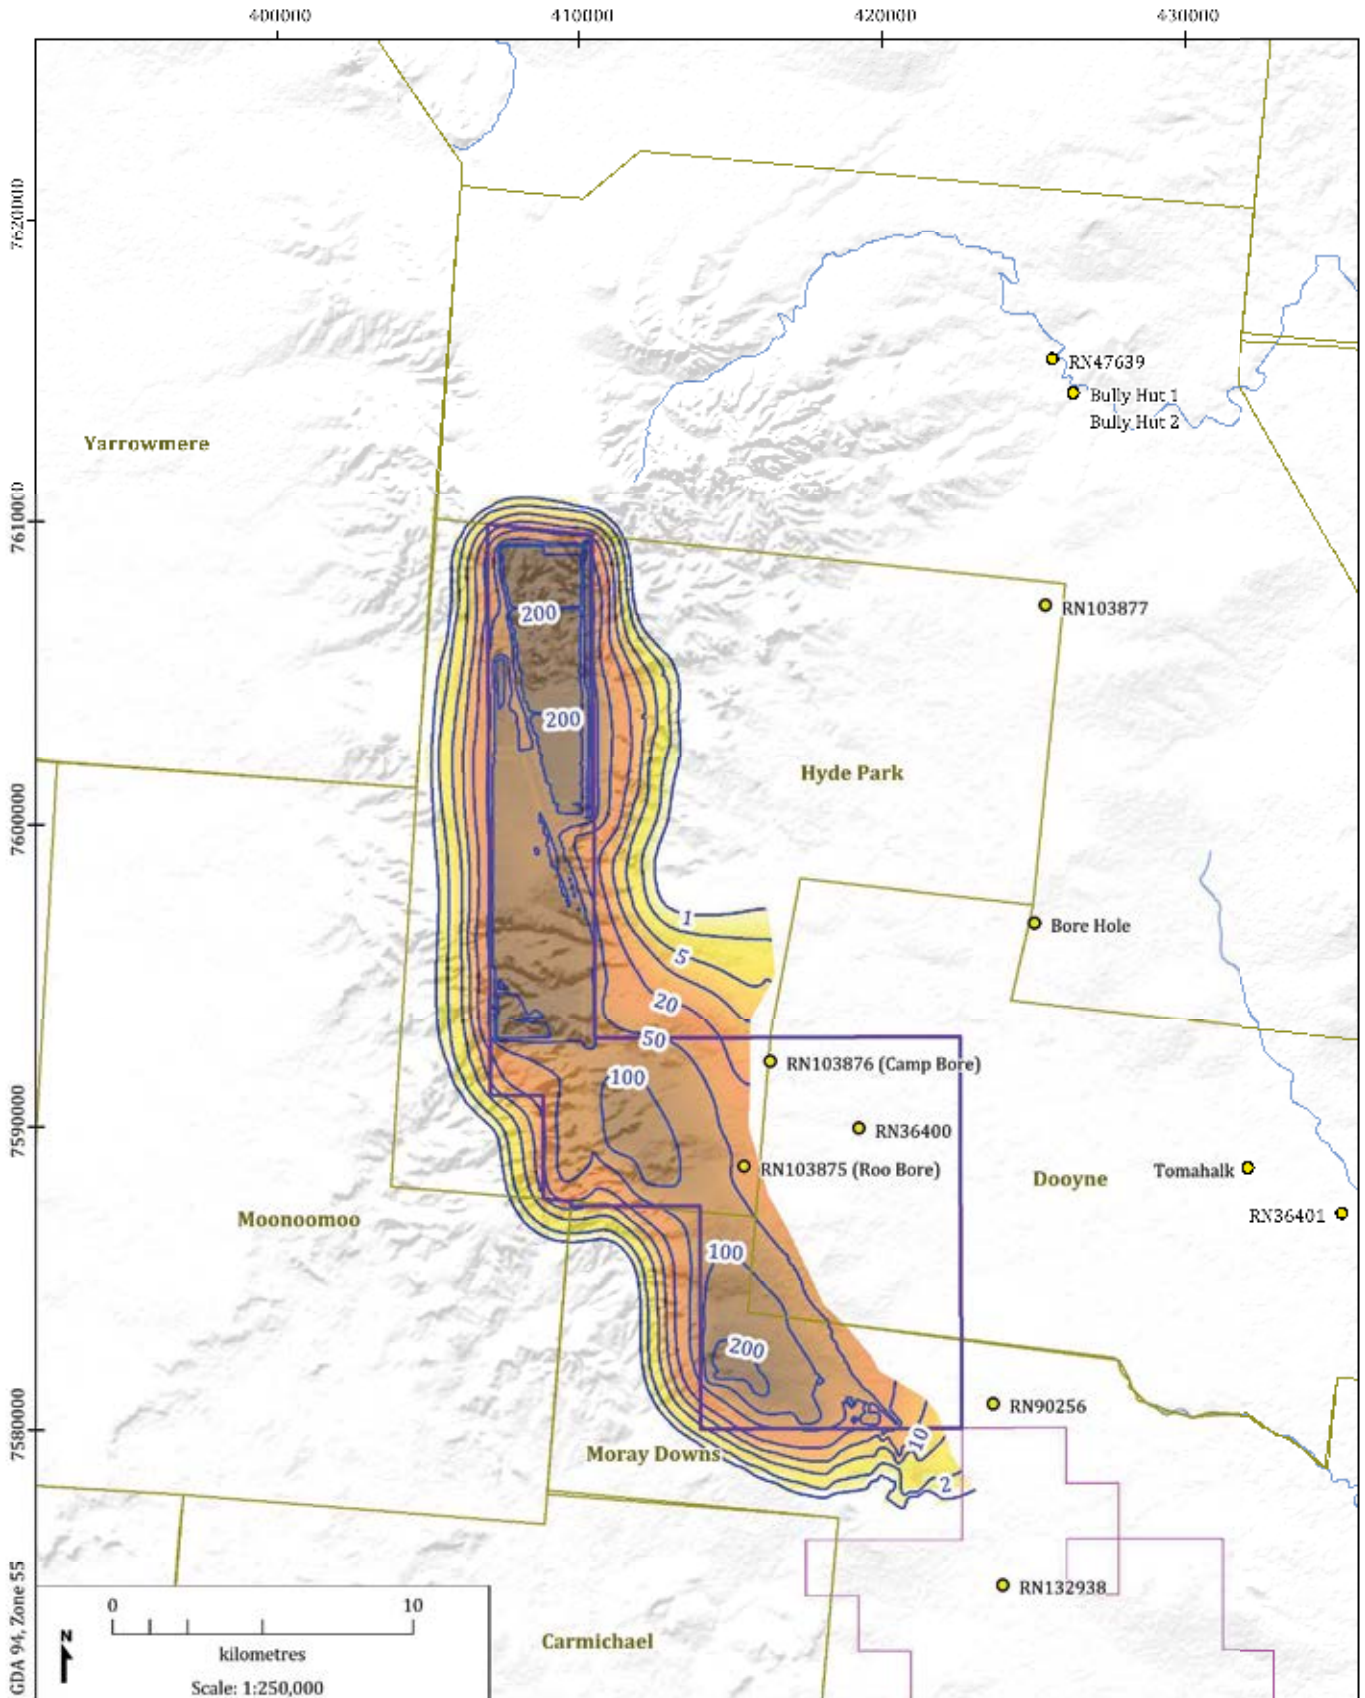 400000 410000 420000 430000
7620000
RN47639
Bully Hut 1
Bully Hut 2
Yarrowmere
7610000
RN103877
200
200
Hyde Park
7600000
1
Bore Hole
5
20
50
RN103876 (Camp Bore)
100
7590000
RN36400
RN103875 (Roo Bore)
Tomahalk
Dooyne
RN36401
Moonoomoo
100
200
7580000
RN90256
10
Moray Downs
2
RN132938
GDA 94, Zone 55
0 10
N
kilometres
Scale: 1:250,000
Carmichael